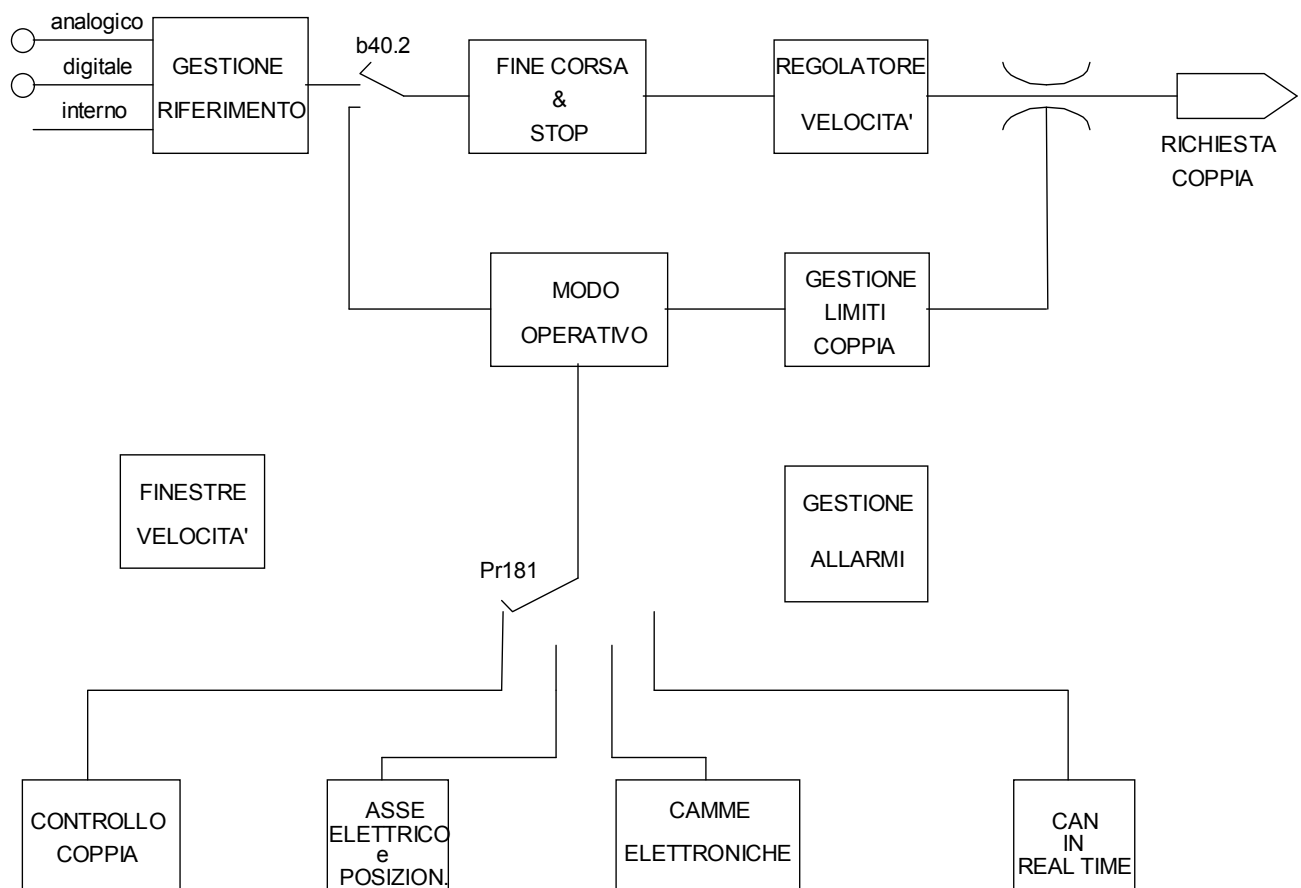 analogico
digitale
interno
GESTIONE
RIFERIMENTO
b40.2
FINE CORSA
&
STOP
REGOLATORE
VELOCITA'
RICHIESTA
COPPIA
MODO
OPERATIVO
GESTIONE
LIMITI
COPPIA
FINESTRE
VELOCITA'
GESTIONE
ALLARMI
Pr181
CONTROLLO
COPPIA
ASSE
ELETTRICO
e
POSIZION.
CAMME
ELETTRONICHE
CAN
IN
REAL TIME